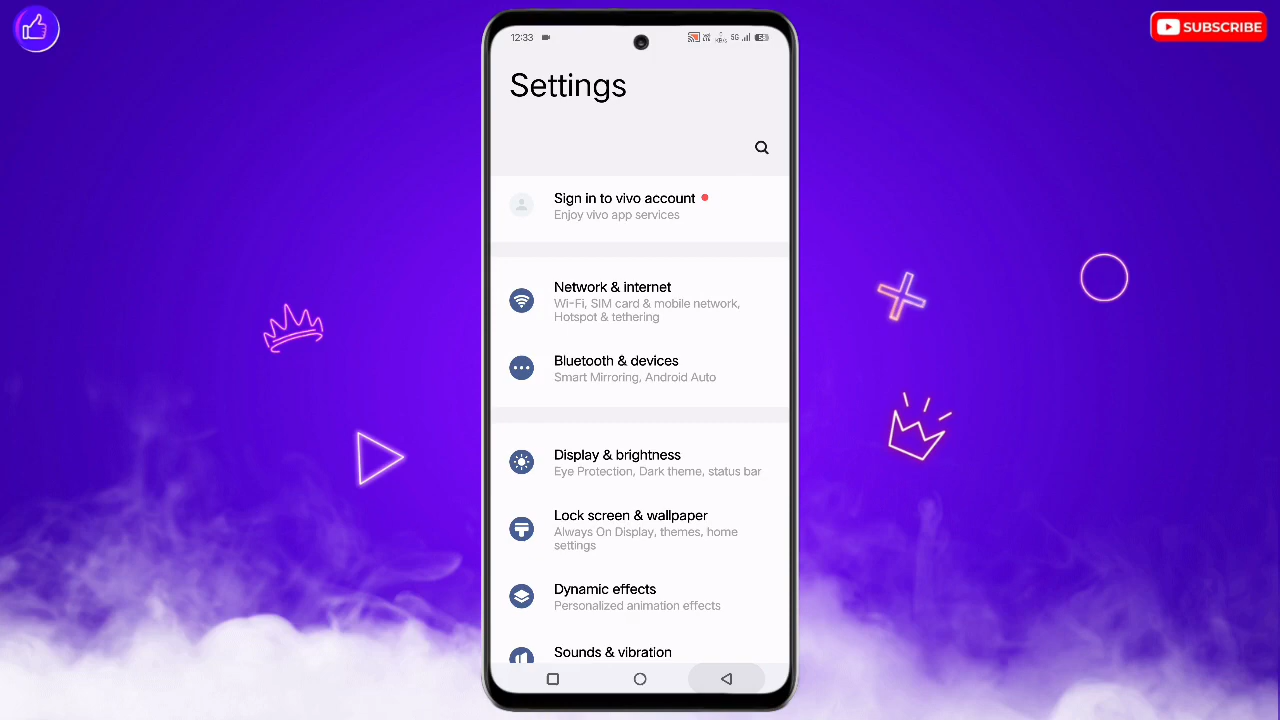 SUBSCRIBE
12:33
5G
Settings
Sign in to vivo account
Enjoy vivo app services
Network & internet
Wi-Fi, SIM card & mobile network,
Hotspot & tethering
Bluetooth & devices
Smart Mirroring, Android Auto
Display & brightness
Eye Protection, Dark theme, status bar
Lock screen & wallpaper
Always On Display, themes, home
settings
Dynamic effects
Personalized animation effects
Sounds & vibration